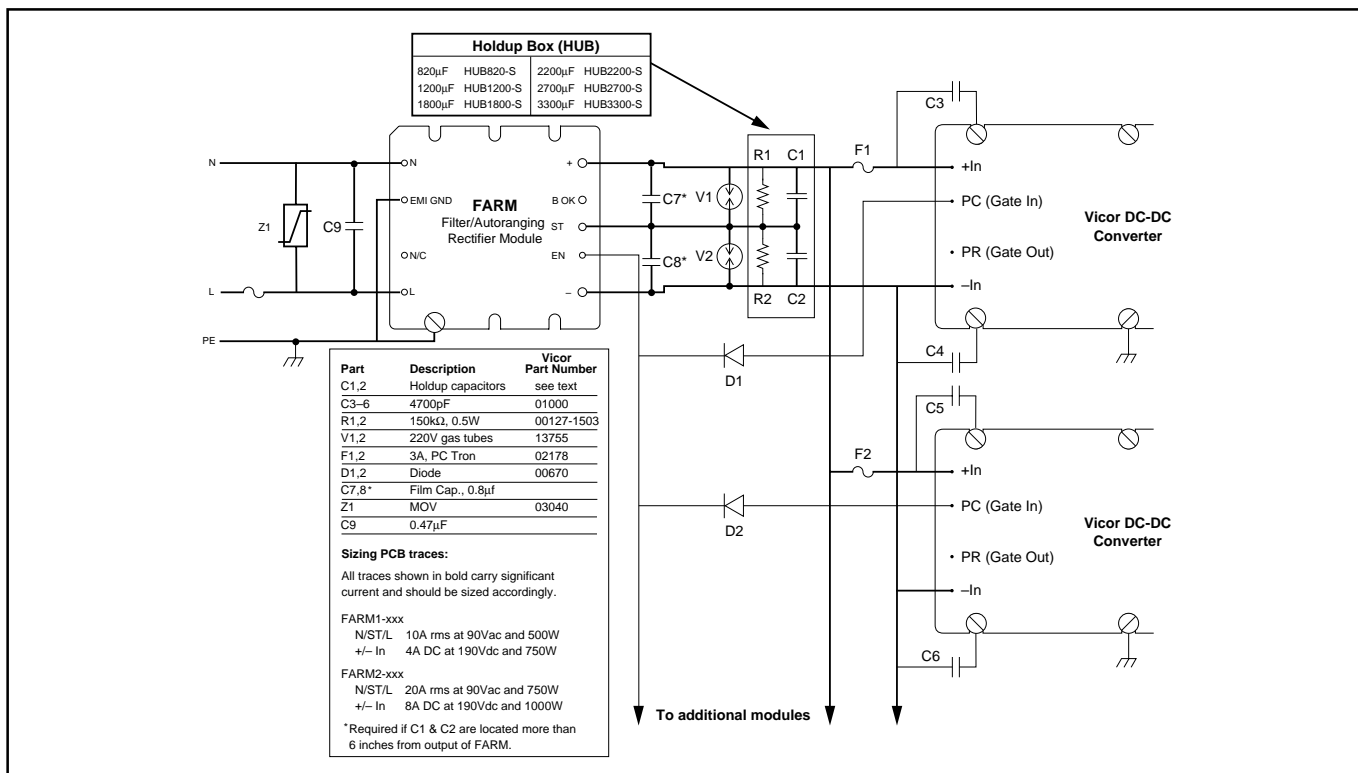 Holdup Box (HUB)
820µF HUB820-S 2200µF HUB2200-S
1200µF HUB1200-S 2700µF HUB2700-S
1800µF HUB1800-S 3300µF HUB3300-S
N
L
PE
Z1
C9
N
EMI GND
N/C
L
FARM
Filter/Autoranging
Rectifier Module
+
B OK
ST
EN
–
C7*
C8*
V1
V2
R1 C1
R2 C2
F1
C3
+In
PC (Gate In)
PR (Gate Out)
–In
Vicor DC-DC
Converter
C4
D1
C5
F2
+In
PC (Gate In)
PR (Gate Out)
–In
Vicor DC-DC
Converter
D2
C6
To additional modules
Part Description Vicor Part Number
C1,2 Holdup capacitors see text
C3–6 4700pF 01000
R1,2 150kΩ, 0.5W 00127-1503
V1,2 220V gas tubes 13755
F1,2 3A, PC Tron 02178
D1,2 Diode 00670
C7,8* Film Cap., 0.8µf
Z1 MOV 03040
C9 0.47µF
Sizing PCB traces:
All traces shown in bold carry significant
current and should be sized accordingly.
FARM1-xxx
N/ST/L 10A rms at 90Vac and 500W
+/– In 4A DC at 190Vdc and 750W
FARM2-xxx
N/ST/L 20A rms at 90Vac and 750W
+/– In 8A DC at 190Vdc and 1000W
*Required if C1 & C2 are located more than
6 inches from output of FARM.